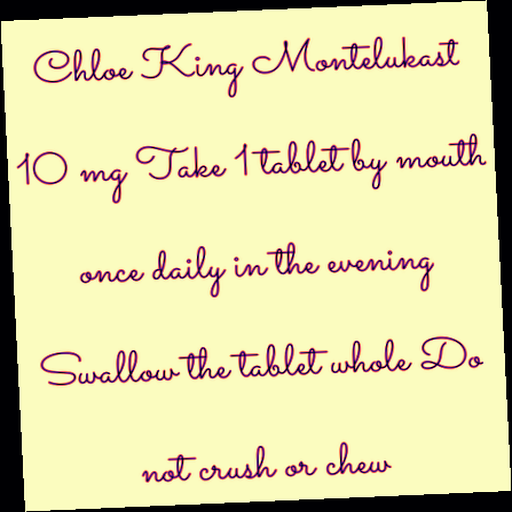 Chloe King Montelukast
10 mg Take 1 tablet by mouth
once daily in the evening
Swallow the tablet whole Do
not crush or chew